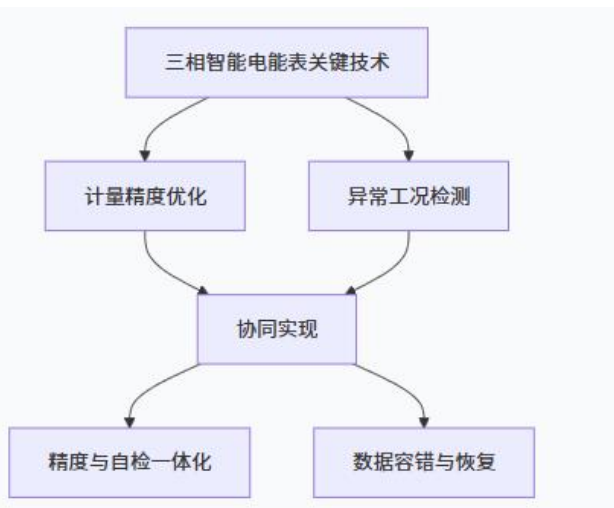 三相智能电能表关键技术
计量精度优化
异常工况检测
协同实现
精度与自检一体化
数据容错与恢复